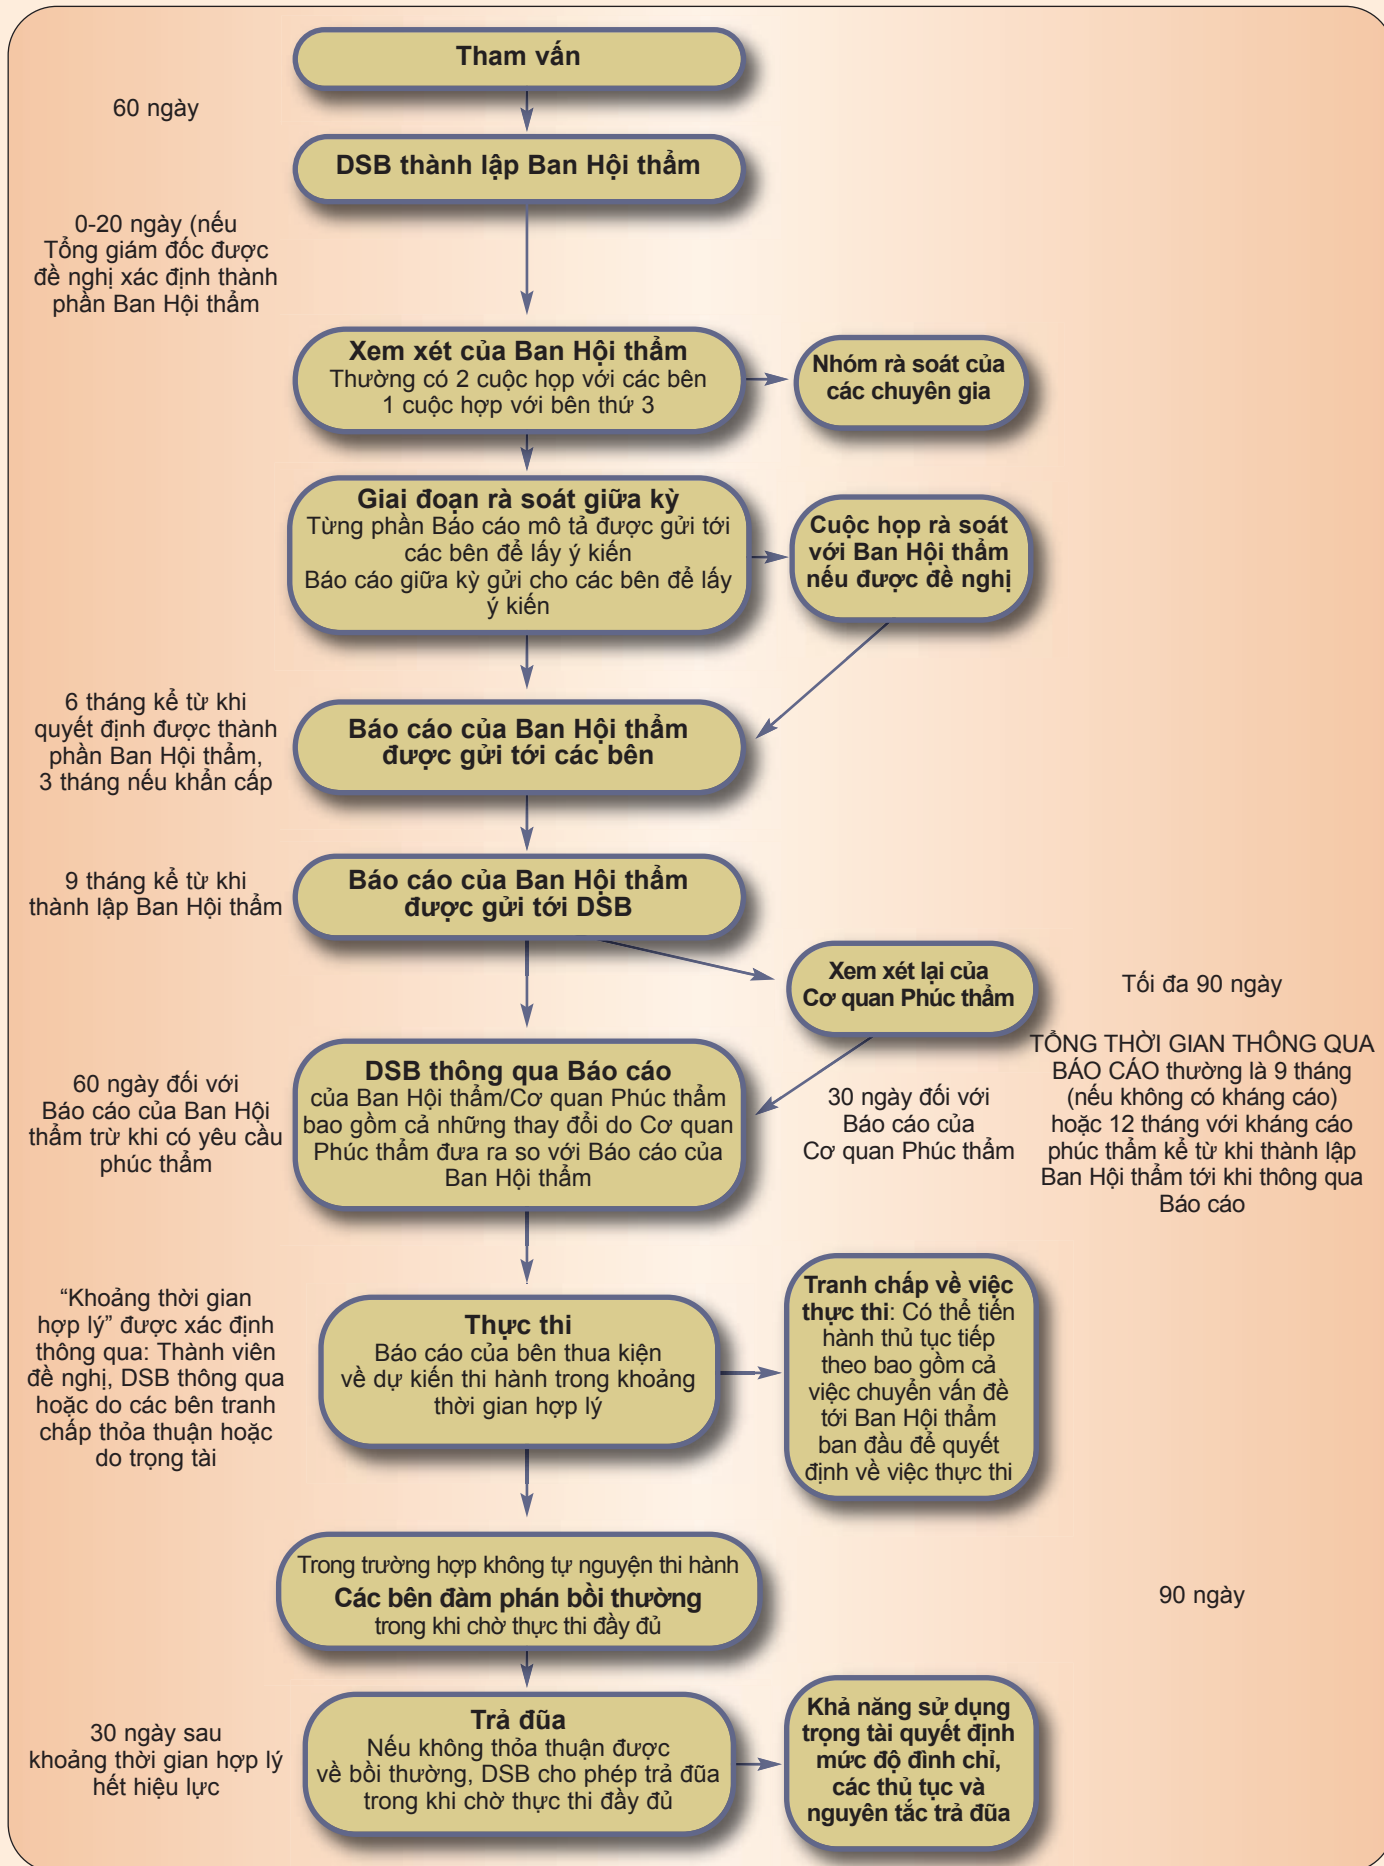 Tham vấn
60 ngày
DSB thành lập Ban Hội thẩm
0-20 ngày (nếu
Tổng giám đốc được
đề nghị xác định thành
phần Ban Hội thẩm
Xem xét của Ban Hội thẩm
Thường có 2 cuộc họp với các bên
1 cuộc hợp với bên thứ 3
Nhóm rà soát của
các chuyên gia
Giai đoạn rà soát giữa kỳ
Từng phần Báo cáo mô tả được gửi tới
các bên để lấy ý kiến
Báo cáo giữa kỳ gửi cho các bên để lấy
ý kiến
Cuộc họp rà soát
với Ban Hội thẩm
nếu được đề nghị
6 tháng kể từ khi
quyết định được thành
phần Ban Hội thẩm,
3 tháng nếu khẩn cấp
Báo cáo của Ban Hội thẩm
được gửi tới các bên
9 tháng kể từ khi
thành lập Ban Hội thẩm
Báo cáo của Ban Hội thẩm
được gửi tới DSB
Xem xét lại của
Cơ quan Phúc thẩm
Tối đa 90 ngày
60 ngày đối với
Báo cáo của Ban Hội
thẩm trừ khi có yêu cầu
phúc thẩm
DSB thông qua Báo cáo
của Ban Hội thẩm/Cơ quan Phúc thẩm
bao gồm cả những thay đổi do Cơ quan
Phúc thẩm đưa ra so với Báo cáo của
Ban Hội thẩm
30 ngày đối với
Báo cáo của
Cơ quan Phúc thẩm
TỔNG THỜI GIAN THÔNG QUA
BÁO CÁO thường là 9 tháng
(nếu không có kháng cáo)
hoặc 12 tháng với kháng cáo
phúc thẩm kể từ khi thành lập
Ban Hội thẩm tới khi thông qua
Báo cáo
“Khoảng thời gian
hợp lý” được xác định
thông qua: Thành viên
đề nghị, DSB thông qua
hoặc do các bên tranh
chấp thỏa thuận hoặc
do trọng tài
Thực thi
Báo cáo của bên thua kiện
về dự kiến thi hành trong khoảng
thời gian hợp lý
Tranh chấp về việc
thực thi: Có thể tiến
hành thủ tục tiếp
theo bao gồm cả
việc chuyển vấn đề
tới Ban Hội thẩm
ban đầu để quyết
định về việc thực thi
Trong trường hợp không tự nguyện thi hành
Các bên đàm phán bồi thường
trong khi chờ thực thi đầy đủ
90 ngày
30 ngày sau
khoảng thời gian hợp lý
hết hiệu lực
Trả đũa
Nếu không thỏa thuận được
về bồi thường, DSB cho phép trả đũa
trong khi chờ thực thi đầy đủ
Khả năng sử dụng
trọng tài quyết định
mức độ đình chỉ,
các thủ tục và
nguyên tắc trả đũa